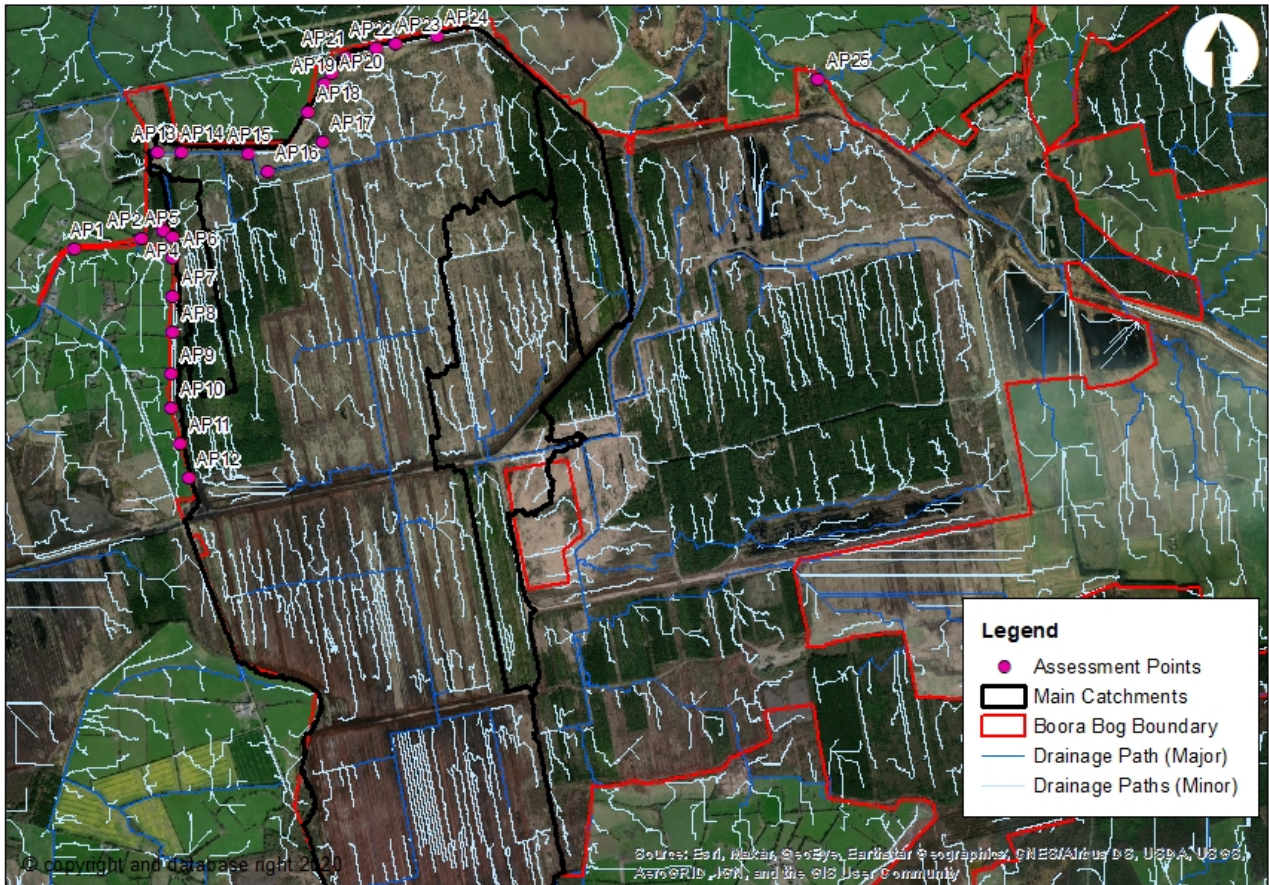 AP22 AP23 AP24
AP21
AP19 AP20
AP25
AP18
AP17
AP13 AP14 AP15
AP16
AP2 AP5
AP1
AP6
AP4
AP7
AP8
AP9
AP10
AP11
AP12
Legend
Assessment Points
Main Catchments
Boora Bog Boundary
Drainage Path (Major)
Drainage Paths (Minor)
© copyright and database right 2020
Source: Esri, Maxar, GeoEye, Earthstar Geographics, CNES/Airbus DS, USDA, USGS,
AeroGRID, IGN, and the GIS User Community